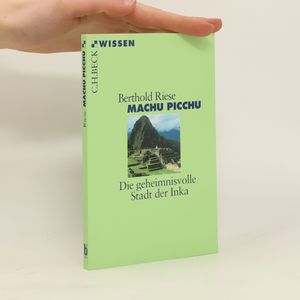 WISSEN
C.H.BECK
Berthold Riese
MACHU PICCHU
Die geheimnisvolle
Stadt der Inka
Riese MACHU PICCHU